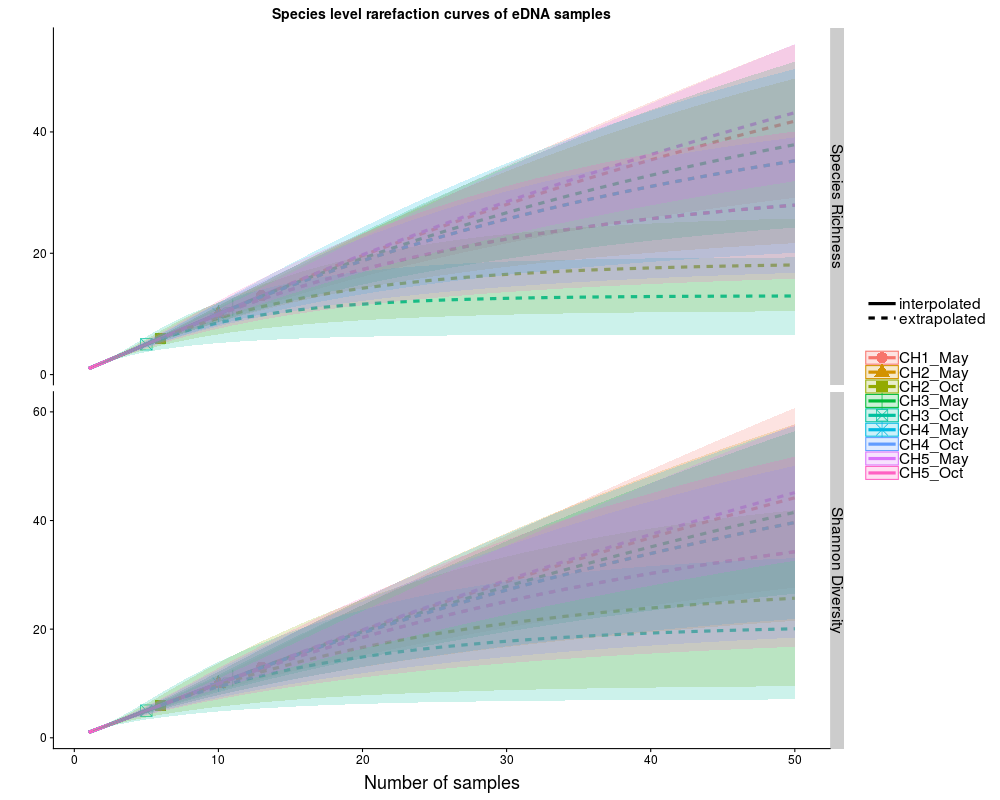 Species level rarefaction curves of eDNA samples
40
20
0
Species Richness
60
40
20
0
Shannon Diversity
0 10 20 30 40 50
Number of samples
interpolated
extrapolated
CH1_May
CH2_May
CH2_Oct
CH3_May
CH3_Oct
CH4_May
CH4_Oct
CH5_May
CH5_Oct